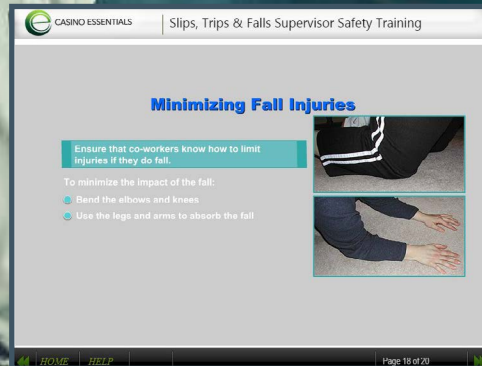 CASINO ESSENTIALS
Slips, Trips & Falls Supervisor Safety Training
Minimizing Fall Injuries
Ensure that co-workers know how to limit
injuries if they do fall.
To minimize the impact of the fall:
Bend the elbows and knees
Use the legs and arms to absorb the fall
HOME HELP Page 18 of 20